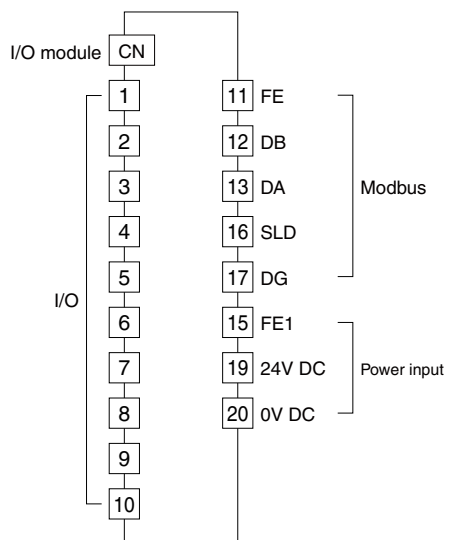 I/O module CN
1 11 FE
2 12 DB
3 13 DA Modbus
4 16 SLD
5 17 DG
I/O
6 15 FE1
7 19 24V DC Power input
8 20 0V DC
9
10